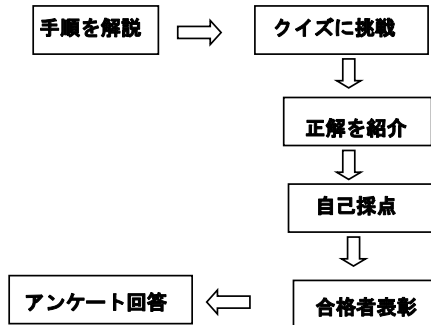 手順を解説
クイズに挑戦
正解を紹介
自己採点
合格者表彰
アンケート回答